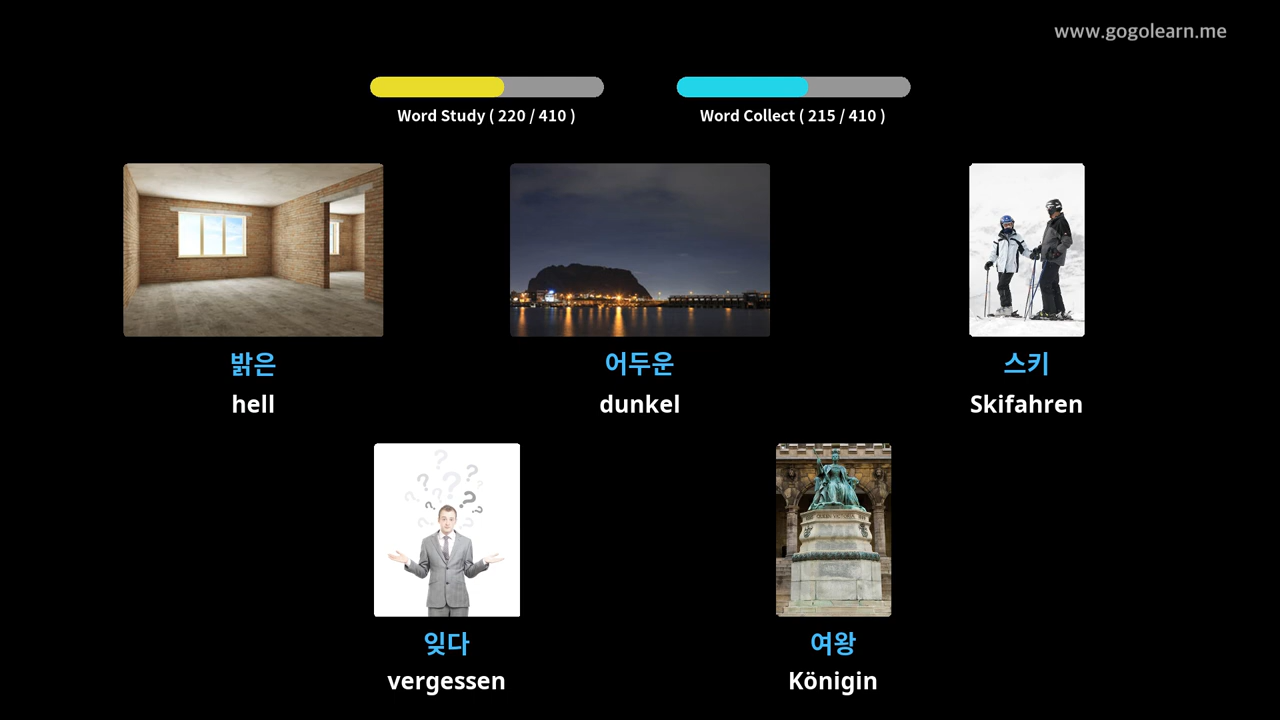 www.gogolearn.me
Word Study ( 220 / 410 )
Word Collect ( 215 / 410 )
밝은
hell
어두운
dunkel
스키
Skifahren
잊다
vergessen
여왕
Königin